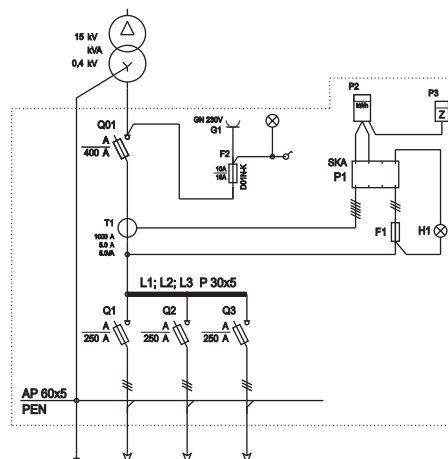 15 kV
kVA
0,4 kV
P2
kWh
P3
Z
GN 230V
G1
Q01
A
400 A
F2
10A
16A
D01N-K
SKA
P1
T1
1000 A
5.0 A
5.0VA
F1
H1
L1; L2; L3 P 30x5
Q1
A
250 A
Q2
A
250 A
Q3
A
250 A
AP 60x5
PEN